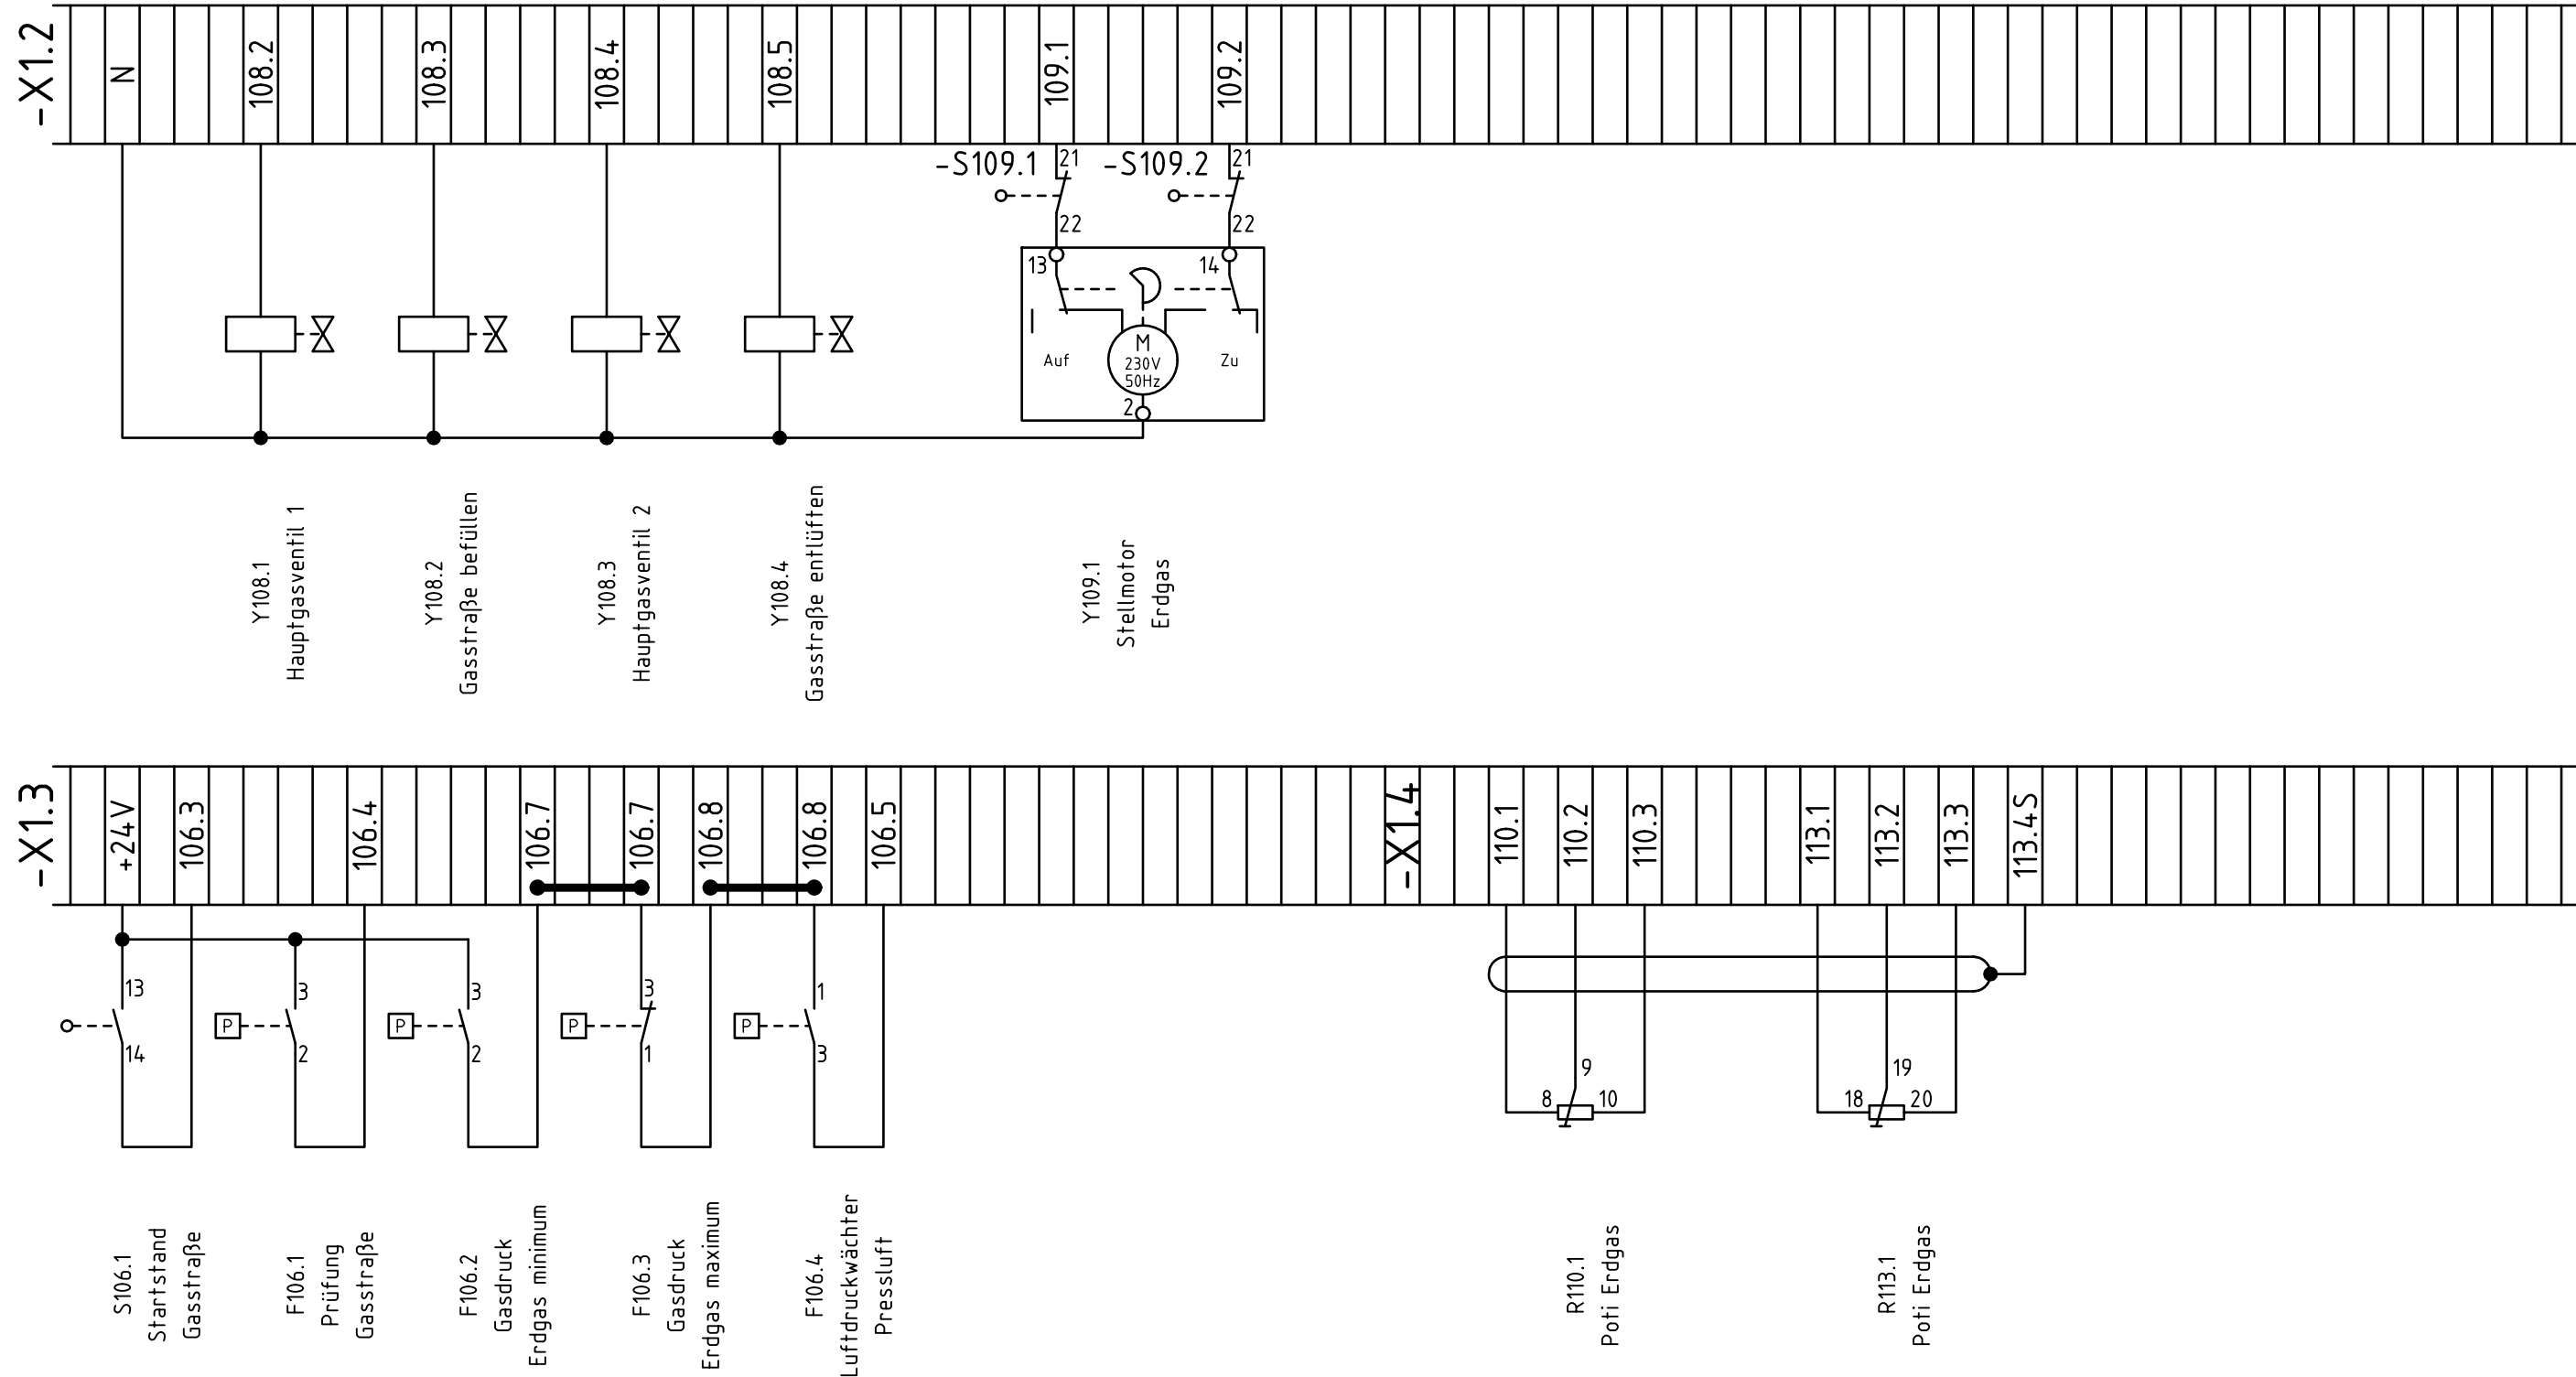 -X1.2
N
108.2
108.3
108.4
108.5
109.1
109.2
-S109.1
21
22
-S109.2
21
22
13
14
M
230V
50Hz
Auf
Zu
2
Y108.1
Hauptgasventil 1
Y108.2
Gasstraße befüllen
Y108.3
Hauptgasventil 2
Y108.4
Gasstraße entlüften
Y109.1
Stellmotor
Erdgas
-X1.3
+24V
106.3
106.4
106.7
106.7
106.8
106.8
106.5
-X1.4
110.1
110.2
110.3
113.1
113.2
113.3
113.4S
13
14
P
3
2
P
3
2
P
3
1
P
1
3
8
9
10
18
19
20
S106.1
Startstand
Gasstraße
F106.1
Prüfung
Gasstraße
F106.2
Gasdruck
Erdgas minimum
F106.3
Gasdruck
Erdgas maximum
F106.4
Luftdruckwächter
Pressluft
R110.1
Poti Erdgas
R113.1
Poti Erdgas